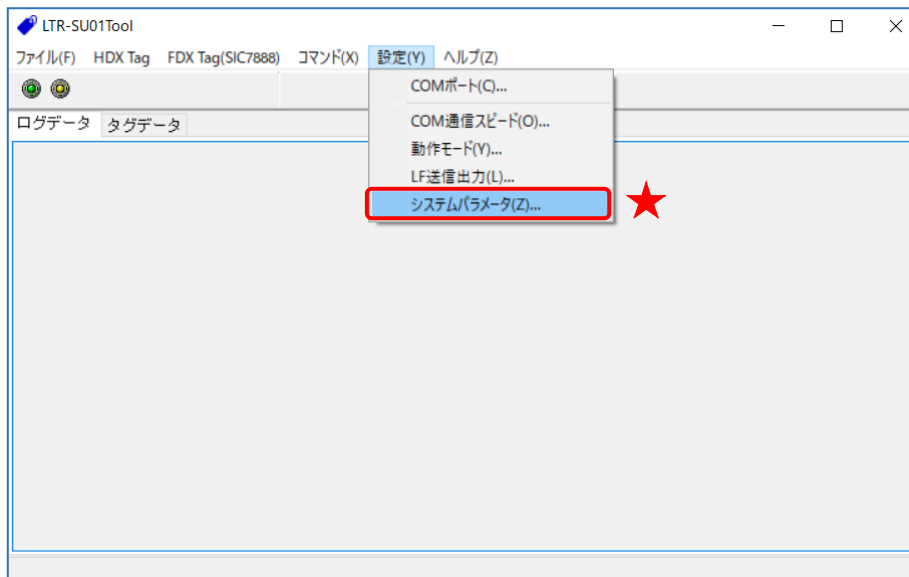 LTR-SU01Tool
ファイル(F) HDX Tag FDX Tag(SIC7888) コマンド(X) 設定(Y) ヘルプ(Z)
COMポート(C)...
ログデータ タグデータ
COM通信スピード(O)...
動作モード(Y)...
LF送信出力(L)...
システムパラメータ(Z)...